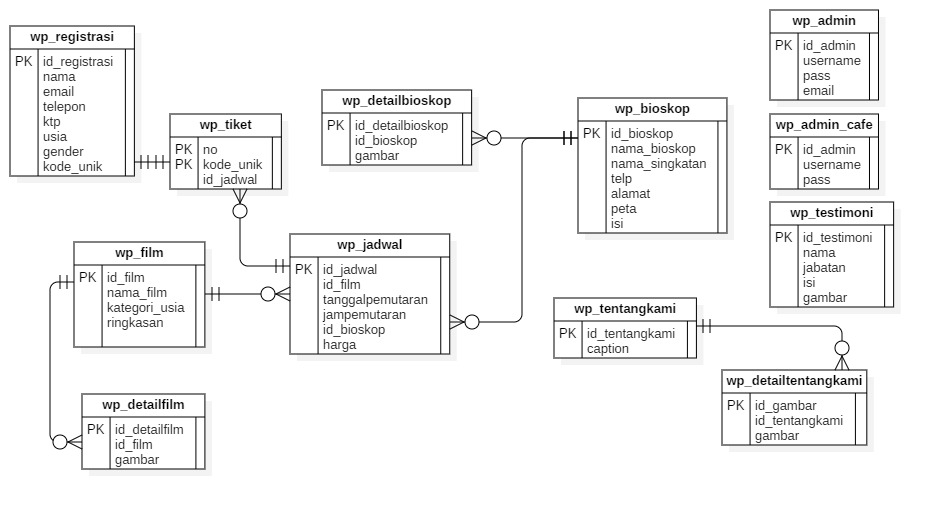 wp_registrasi
PK id_registrasi
nama
email
telepon
ktp
usia
gender
kode_unik
wp_tiket
PK no
PK kode_unik
id_jadwal
wp_detailbioskop
PK id_detailbioskop
id_bioskop
gambar
wp_bioskop
PK id_bioskop
nama_bioskop
nama_singkatan
telp
alamat
peta
isi
wp_admin
PK id_admin
username
pass
email
wp_admin_cafe
PK id_admin
username
pass
wp_testimoni
PK id_testimoni
nama
jabatan
isi
gambar
wp_film
PK id_film
nama_film
kategori_usia
ringkasan
wp_jadwal
PK id_jadwal
id_film
tanggalpemutaran
jampemutaran
id_bioskop
harga
wp_tentangkami
PK id_tentangkami
caption
wp_detailtentangkami
PK id_gambar
id_tentangkami
gambar
wp_detailfilm
PK id_detailfilm
id_film
gambar